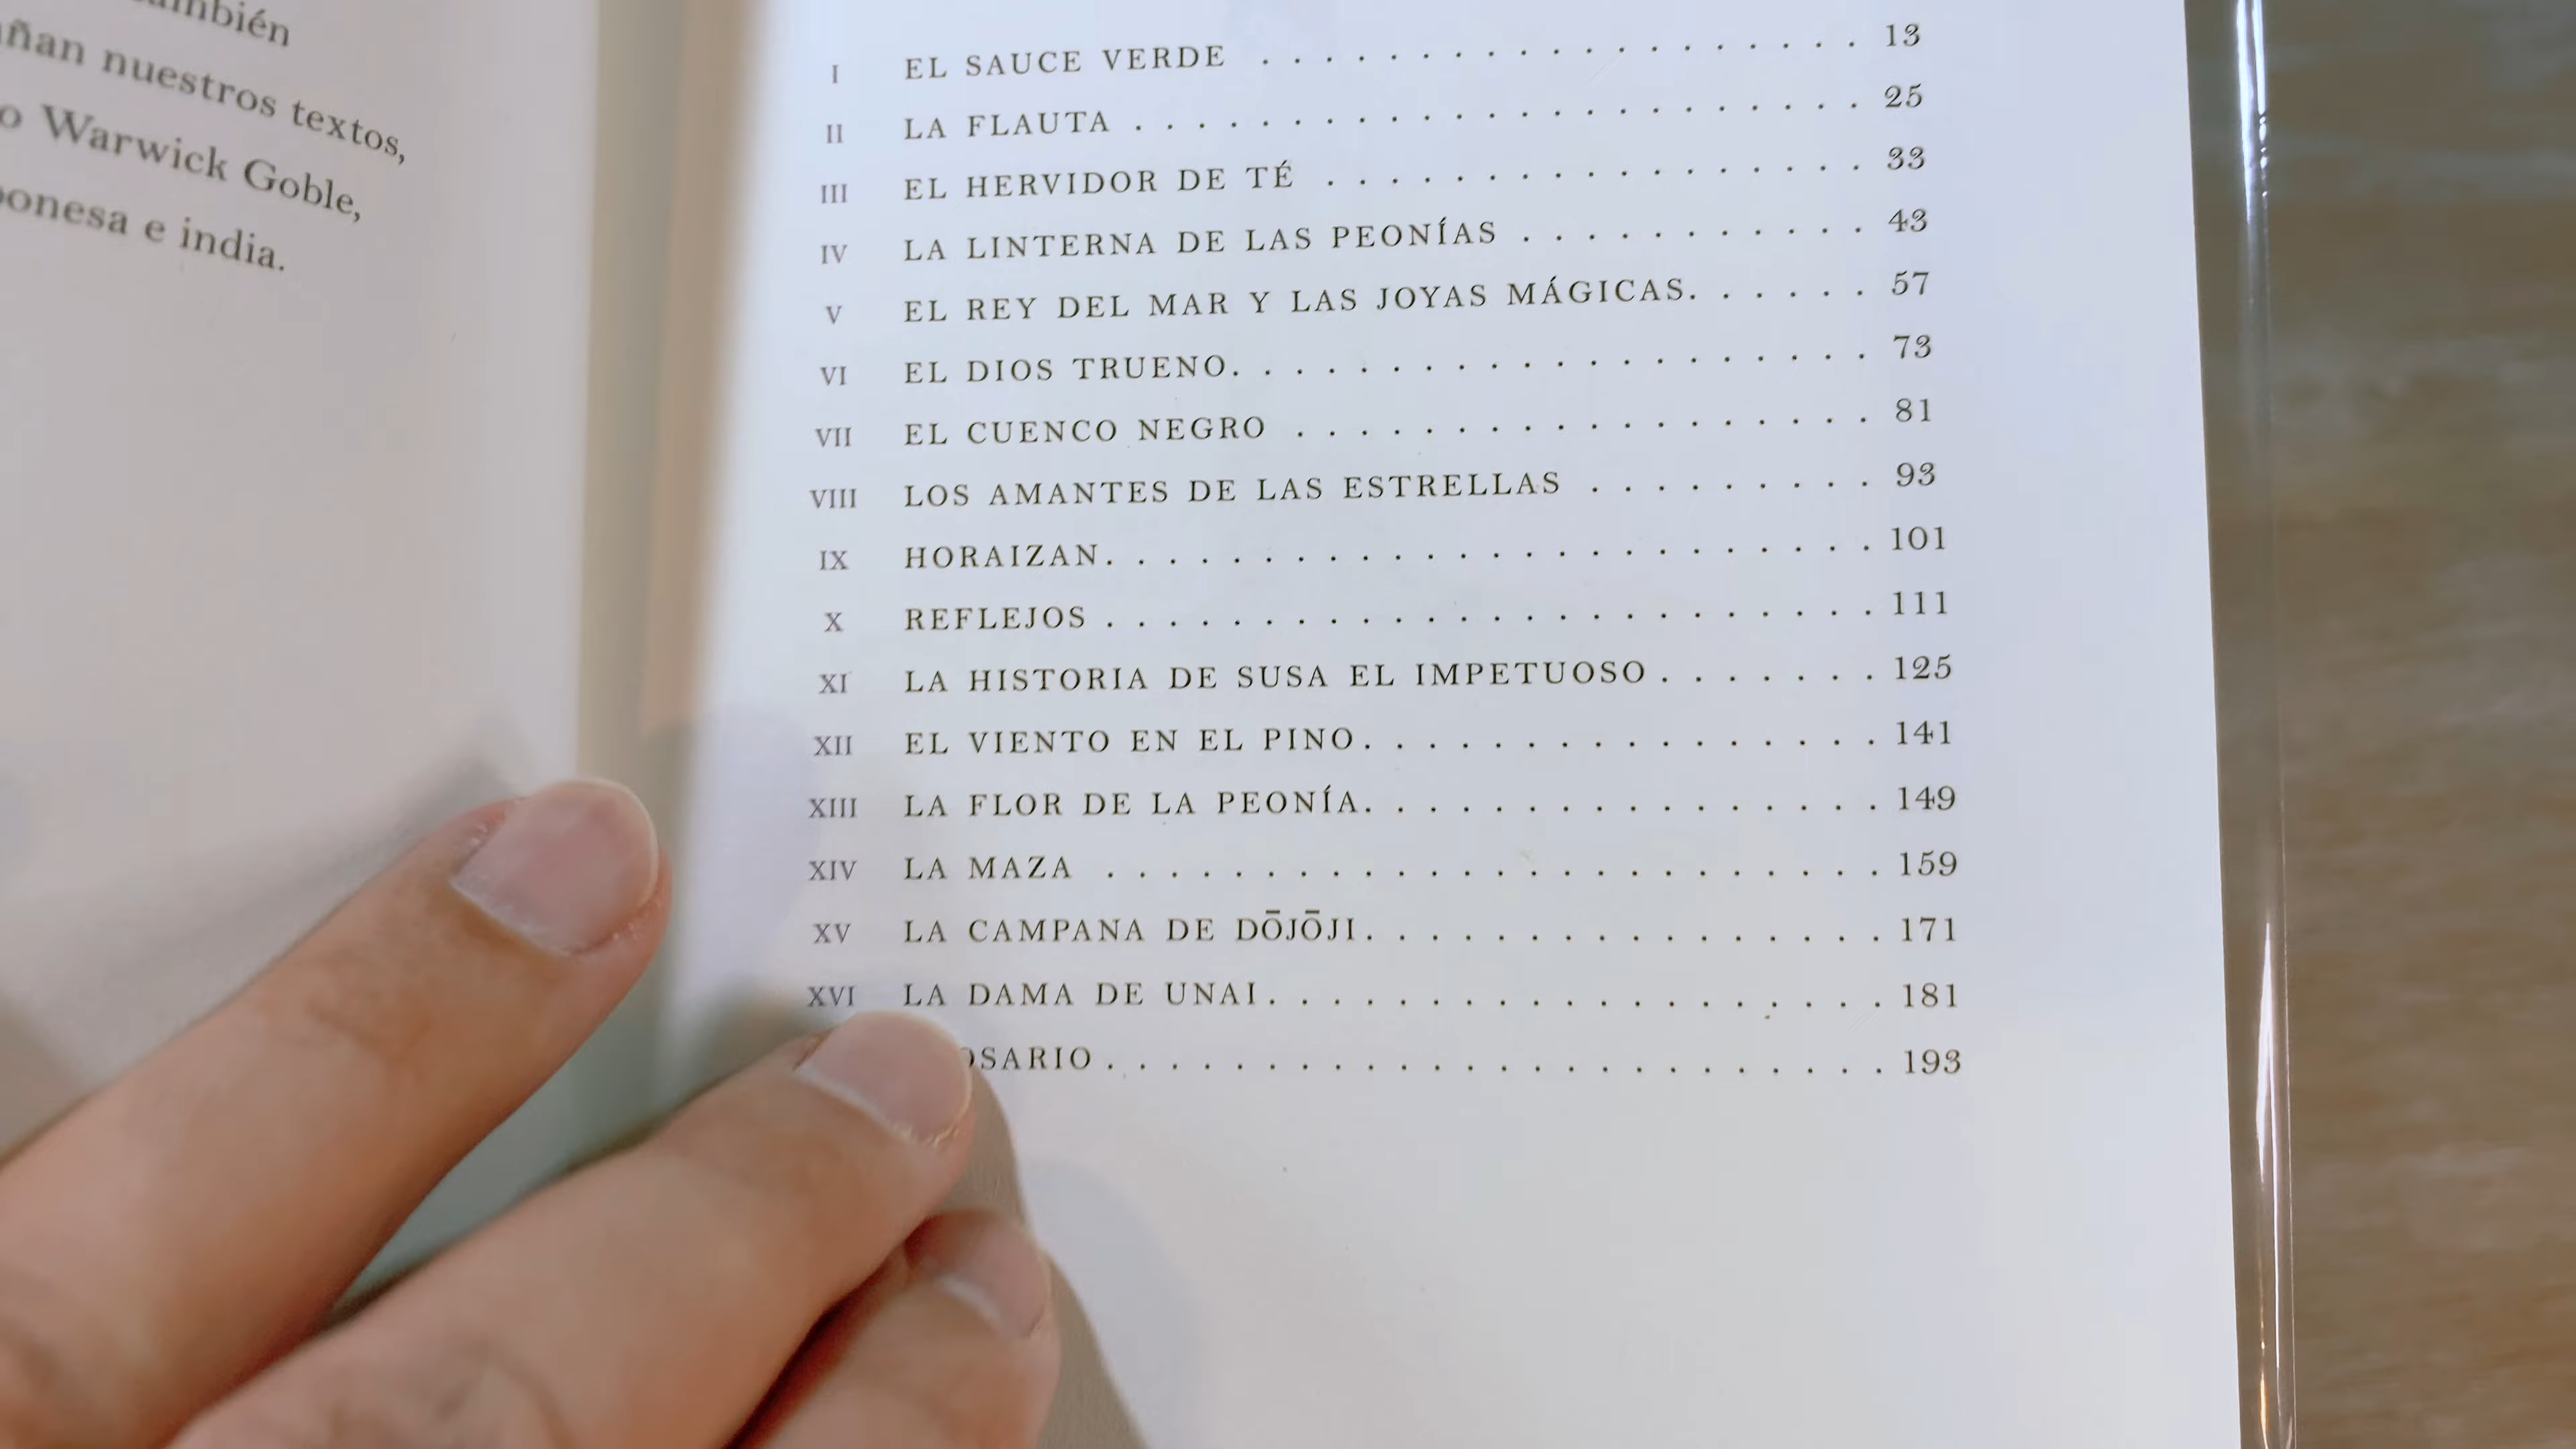 también
nuestros textos,
Warwick Goble,
e india.
I EL SAUCE VERDE . . . . . . . . . . . . . . . . . . . 13
II LA FLAUTA . . . . . . . . . . . . . . . . . . . . . . . 25
III EL HERVIDOR DE TÉ . . . . . . . . . . . . . . . . . 33
IV LA LINTERNA DE LAS PEONÍAS . . . . . . . . . . . 43
V EL REY DEL MAR Y LAS JOYAS MÁGICAS. . . . . . 57
VI EL DIOS TRUENO. . . . . . . . . . . . . . . . . . . . 73
VII EL CUENCO NEGRO . . . . . . . . . . . . . . . . . . 81
VIII LOS AMANTES DE LAS ESTRELLAS . . . . . . . . . 93
IX HORAIZAN. . . . . . . . . . . . . . . . . . . . . . . . 101
X REFLEJOS . . . . . . . . . . . . . . . . . . . . . . . . 111
XI LA HISTORIA DE SUSA EL IMPETUOSO . . . . . . . 125
XII EL VIENTO EN EL PINO. . . . . . . . . . . . . . . . 141
XIII LA FLOR DE LA PEONÍA. . . . . . . . . . . . . . . . 149
XIV LA MAZA . . . . . . . . . . . . . . . . . . . . . . . . 159
XV LA CAMPANA DE DŌJŌJI. . . . . . . . . . . . . . . . 171
XVI LA DAMA DE UNAI. . . . . . . . . . . . . . . . . . . 181
OSARIO . . . . . . . . . . . . . . . . . . . . . . . . 193